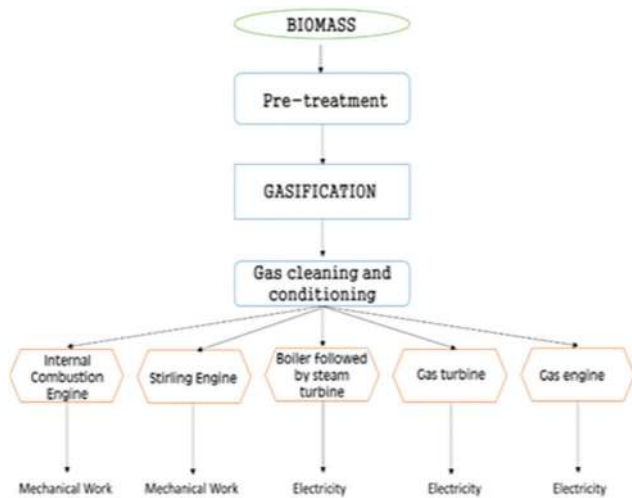 BIOMASS
Pre-treatment
GASIFICATION
Gas cleaning and
conditioning
Internal
Combustion
Engine
Stirling Engine
Boiler followed
by steam
turbine
Gas turbine
Gas engine
Mechanical Work
Mechanical Work
Electricity
Electricity
Electricity